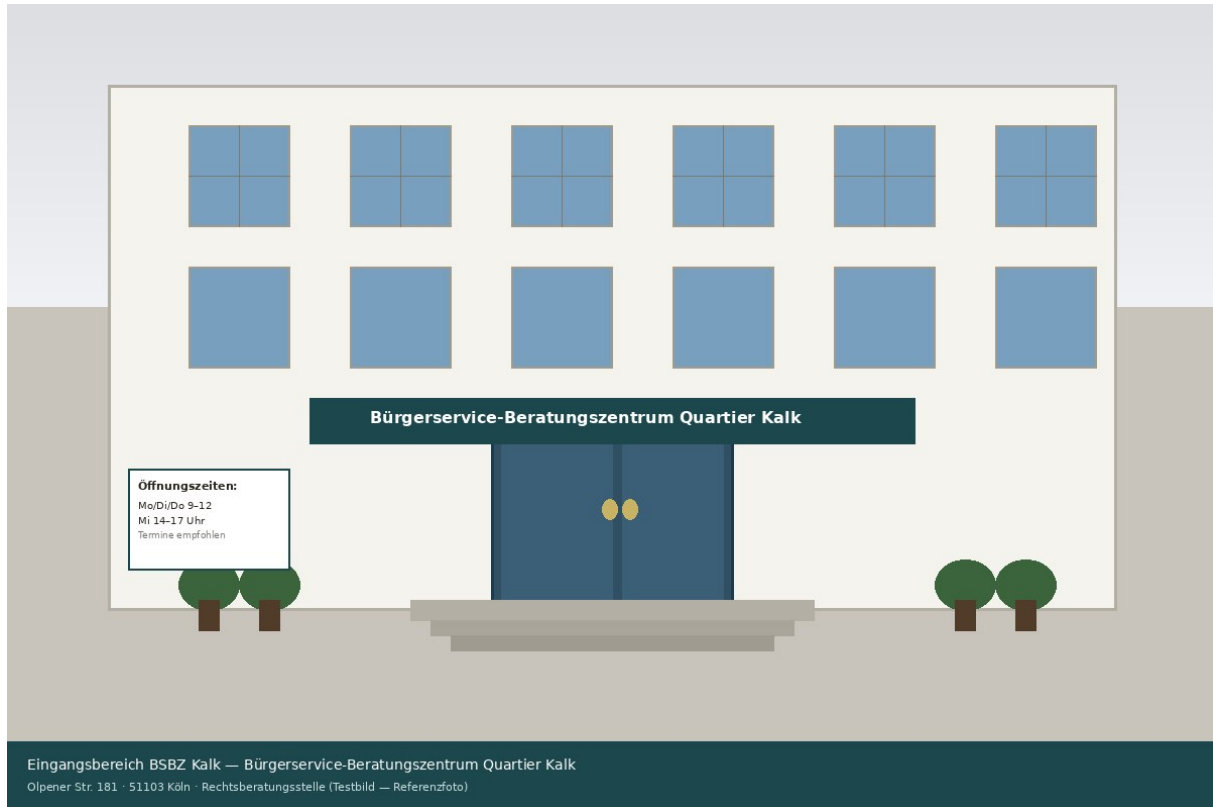 Bürgerservice-Beratungszentrum Quartier Kalk
Öffnungszeiten:
Mo/Di/Do 9–12
Mi 14–17 Uhr
Termine empfohlen
Eingangsbereich BSBZ Kalk — Bürgerservice-Beratungszentrum Quartier Kalk
Olpener Str. 181 · 51103 Köln · Rechtsberatungsstelle (Testbild — Referenzfoto)